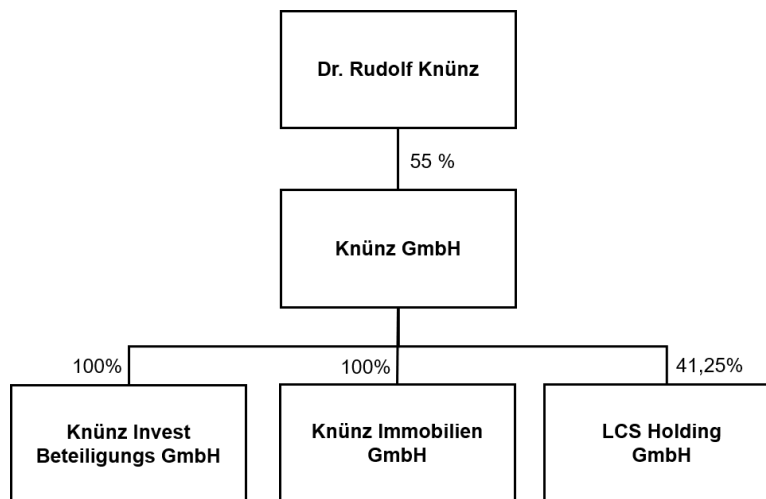 Dr. Rudolf Knünz
55 %
Knünz GmbH
100%
100%
41,25%
Knünz Invest
Beteiligungs GmbH
Knünz Immobilien
GmbH
LCS Holding
GmbH